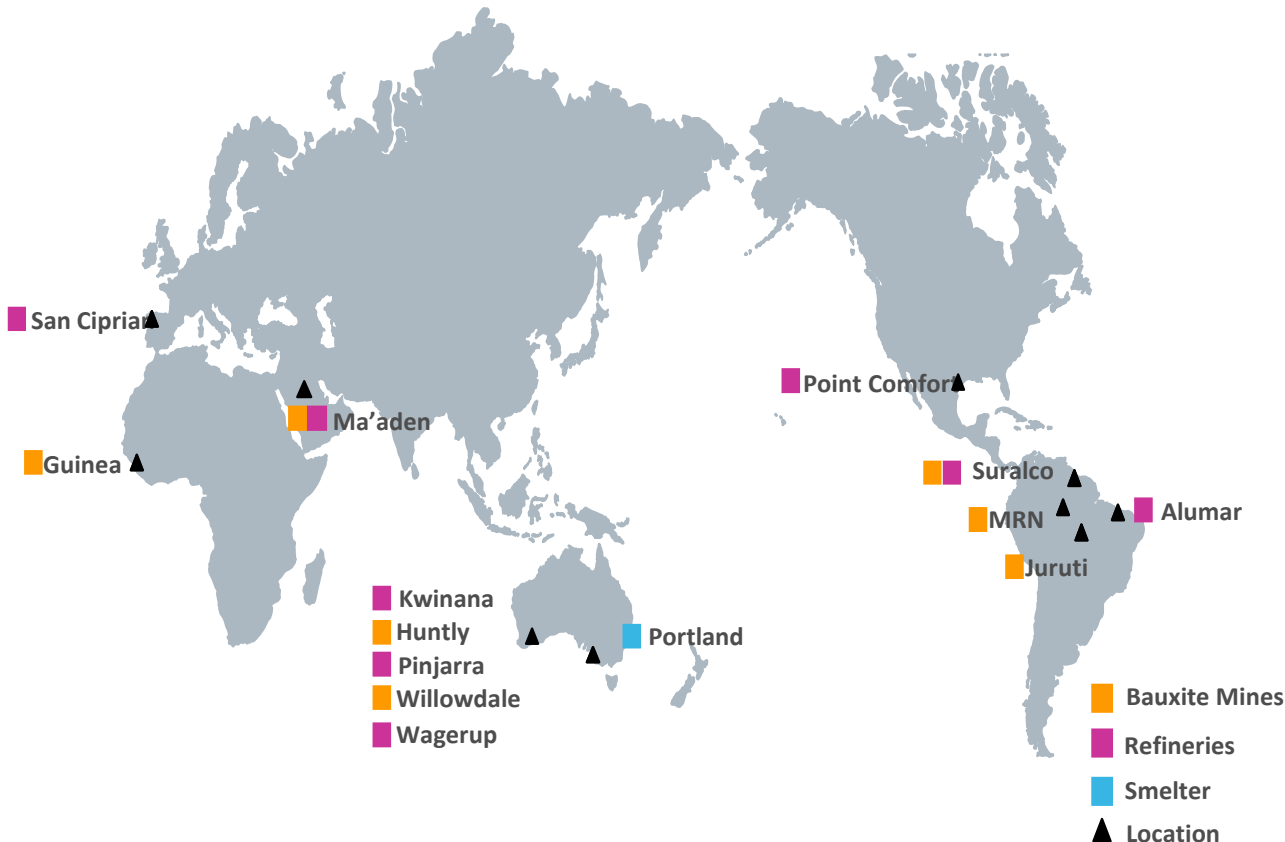 San Ciprian
Ma’aden
Guinea
Point Comfort
Suralco
MRN
Alumar
Juruti
Kwinana
Huntly
Pinjarra
Willowdale
Wagerup
Portland
Bauxite Mines
Refineries
Smelter
Location